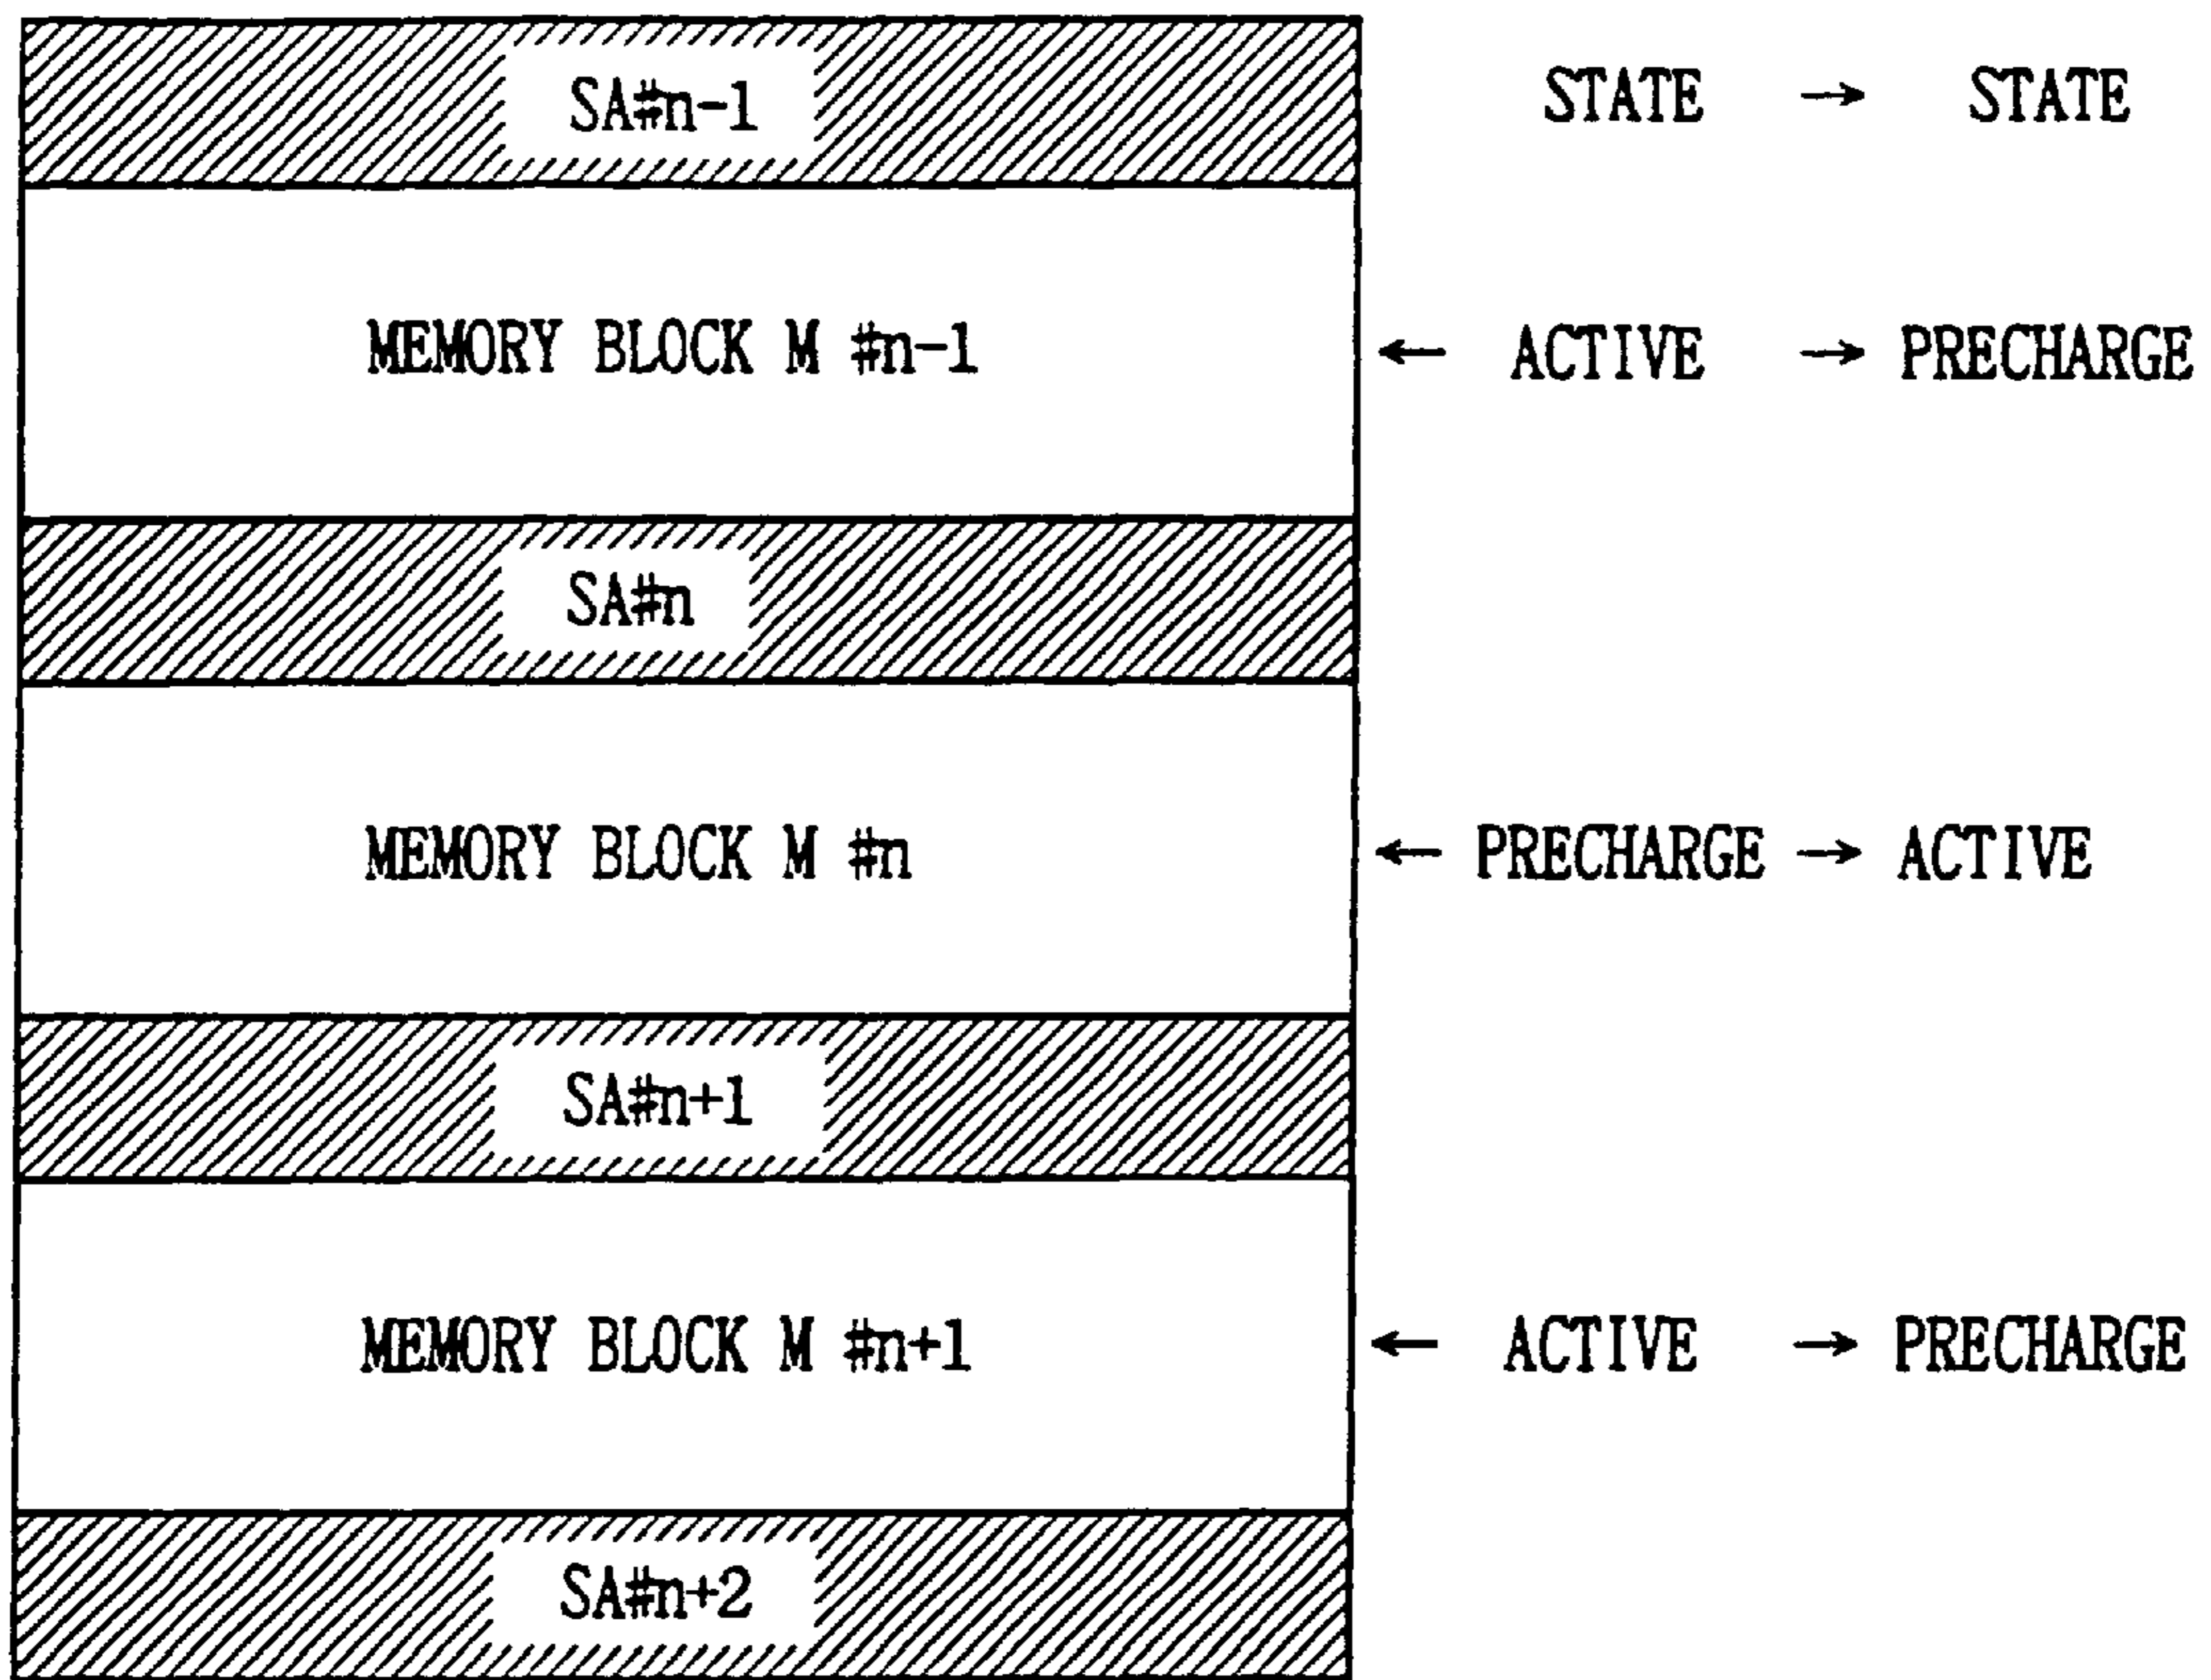 SA#n-1 STATE → STATE
MEMORY BLOCK M #n-1 ← ACTIVE → PRECHARGE
SA#n
MEMORY BLOCK M #n ← PRECHARGE → ACTIVE
SA#n+1
MEMORY BLOCK M #n+1 ← ACTIVE → PRECHARGE
SA#n+2